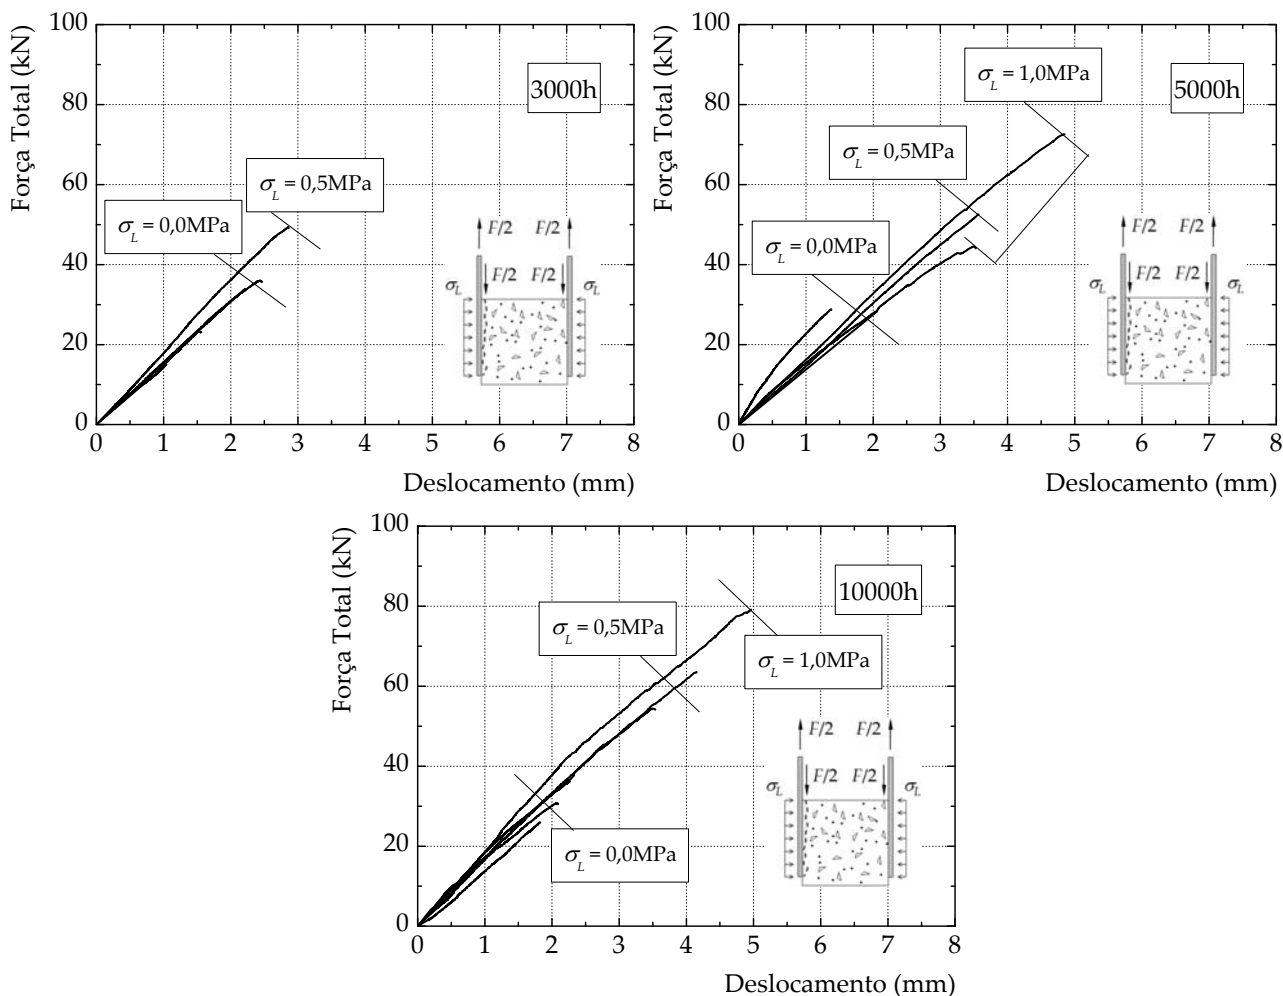 Força Total (kN)
100
80
60
40
20
0
3000h
σL = 0,5MPa
σL = 0,0MPa
F/2 F/2
F/2 F/2
σL σL
0 1 2 3 4 5 6 7 8
Deslocamento (mm)
Força Total (kN)
100
80
60
40
20
0
σL = 1,0MPa
5000h
σL = 0,5MPa
σL = 0,0MPa
F/2 F/2
F/2 F/2
σL σL
0 1 2 3 4 5 6 7 8
Deslocamento (mm)
Força Total (kN)
100
80
60
40
20
0
10000h
σL = 0,5MPa
σL = 1,0MPa
σL = 0,0MPa
F/2 F/2
F/2 F/2
σL σL
0 1 2 3 4 5 6 7 8
Deslocamento (mm)